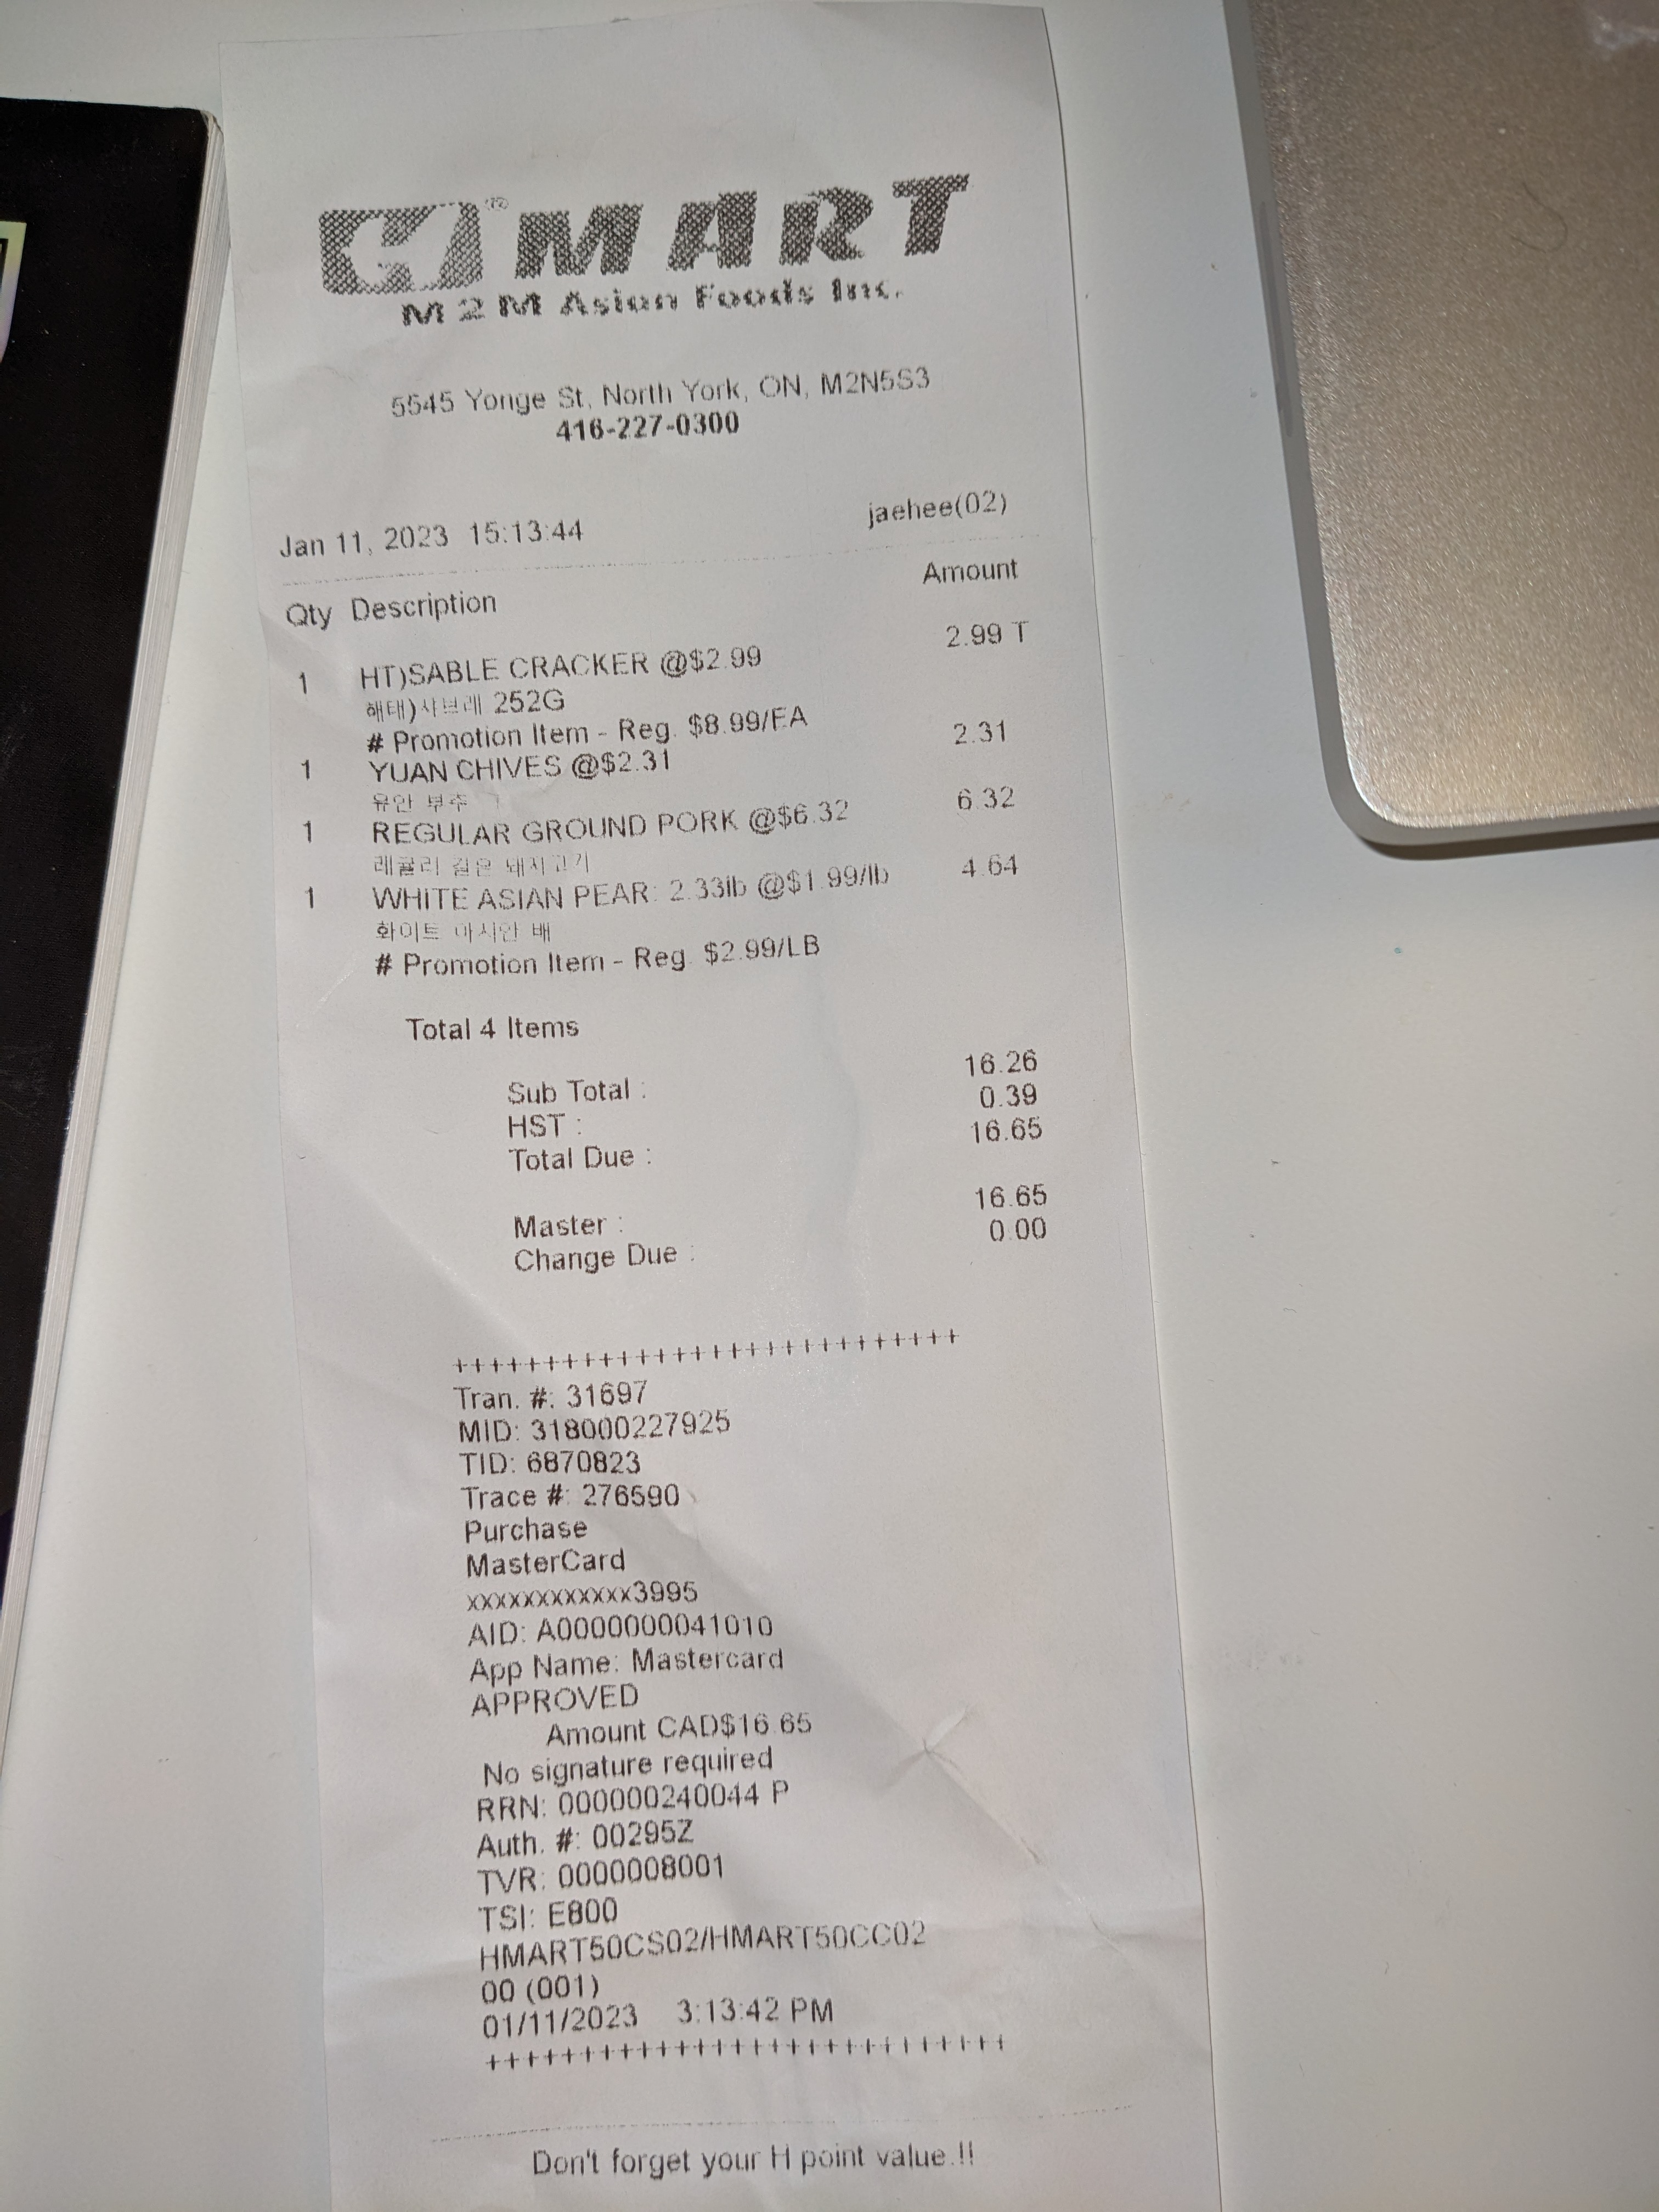 H® MART
M2M Asian Foods Inc.
5545 Yonge St, North York, ON, M2N5S3
416-227-0300
Jan 11, 2023 15:13:44 jaehee(02)
Qty Description Amount
1 HT)SABLE CRACKER @$2.99 2.99 T
해태)사브레 252G
# Promotion Item - Reg. $8.99/EA
1 YUAN CHIVES @$2.31 2.31
유안 부추
1 REGULAR GROUND PORK @$6.32 6.32
레귤러 갈은 돼지고기
1 WHITE ASIAN PEAR: 2.33lb @$1.99/lb 4.64
화이트 아시안 배
# Promotion Item - Reg. $2.99/LB
Total 4 Items
Sub Total : 16.26
HST : 0.39
Total Due : 16.65
Master : 16.65
Change Due : 0.00
++++++++++++++++++++++++++++
Tran. #: 31697
MID: 318000227925
TID: 6870823
Trace #: 276590
Purchase
MasterCard
xxxxxxxxxxxx3995
AID: A0000000041010
App Name: Mastercard
APPROVED
Amount CAD$16.65
No signature required
RRN: 000000240044 P
Auth. #: 00295Z
TVR: 0000008001
TSI: E800
HMART50CS02/HMART50CC02
00 (001)
01/11/2023 3:13:42 PM
++++++++++++++++++++++++++++
Don't forget your H point value.!!